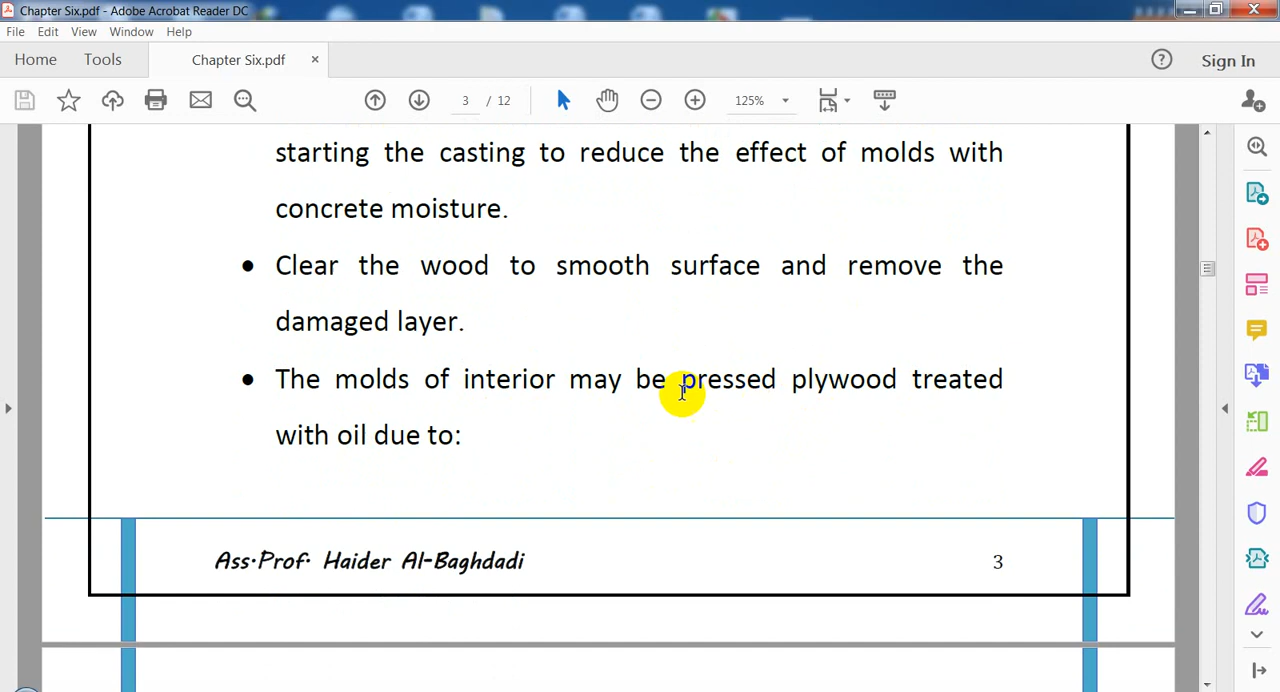 Chapter Six.pdf - Adobe Acrobat Reader DC
File Edit View Window Help
Home Tools Chapter Six.pdf × Sign In
3 / 12 125%
starting the casting to reduce the effect of molds with
concrete moisture.
• Clear the wood to smooth surface and remove the
damaged layer.
• The molds of interior may be pressed plywood treated
with oil due to:
Ass.Prof. Haider Al-Baghdadi 3